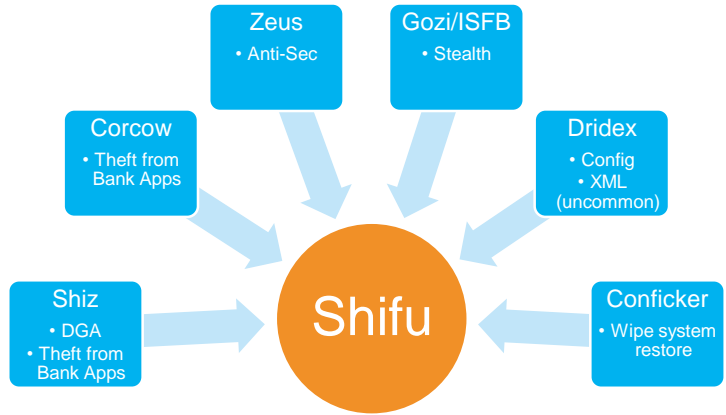 Zeus
• Anti-Sec
Gozi/ISFB
• Stealth
Corcow
• Theft from
Bank Apps
Dridex
• Config
• XML
(uncommon)
Shiz
• DGA
• Theft from
Bank Apps
Shifu
Conficker
• Wipe system
restore